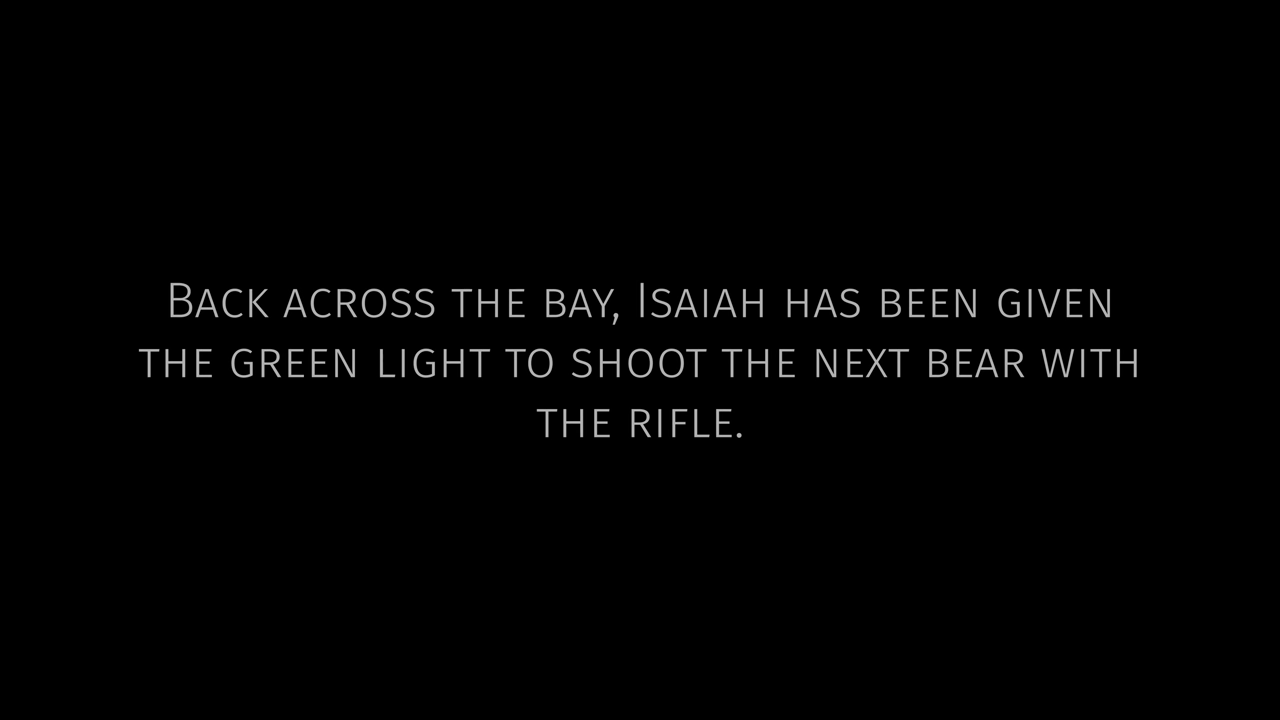 Back across the bay, Isaiah has been given
the green light to shoot the next bear with
the rifle.